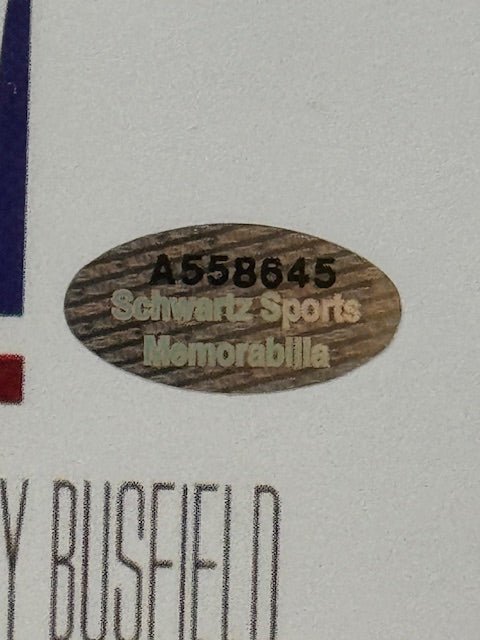 A558645
Schwartz Sports
Memorabilia
Y BUSFIELD